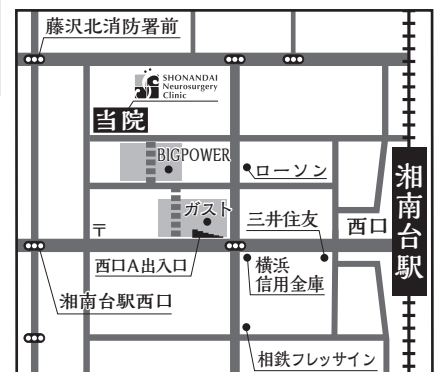 藤沢北消防署前
SHONANDAI
Neurosurgery
Clinic
当院
BIGPOWER
ローソン
湘南台駅
ガスト
三井住友
西口
〒
西口A出入口
横浜
信用金庫
湘南台駅西口
相鉄フレッサイン